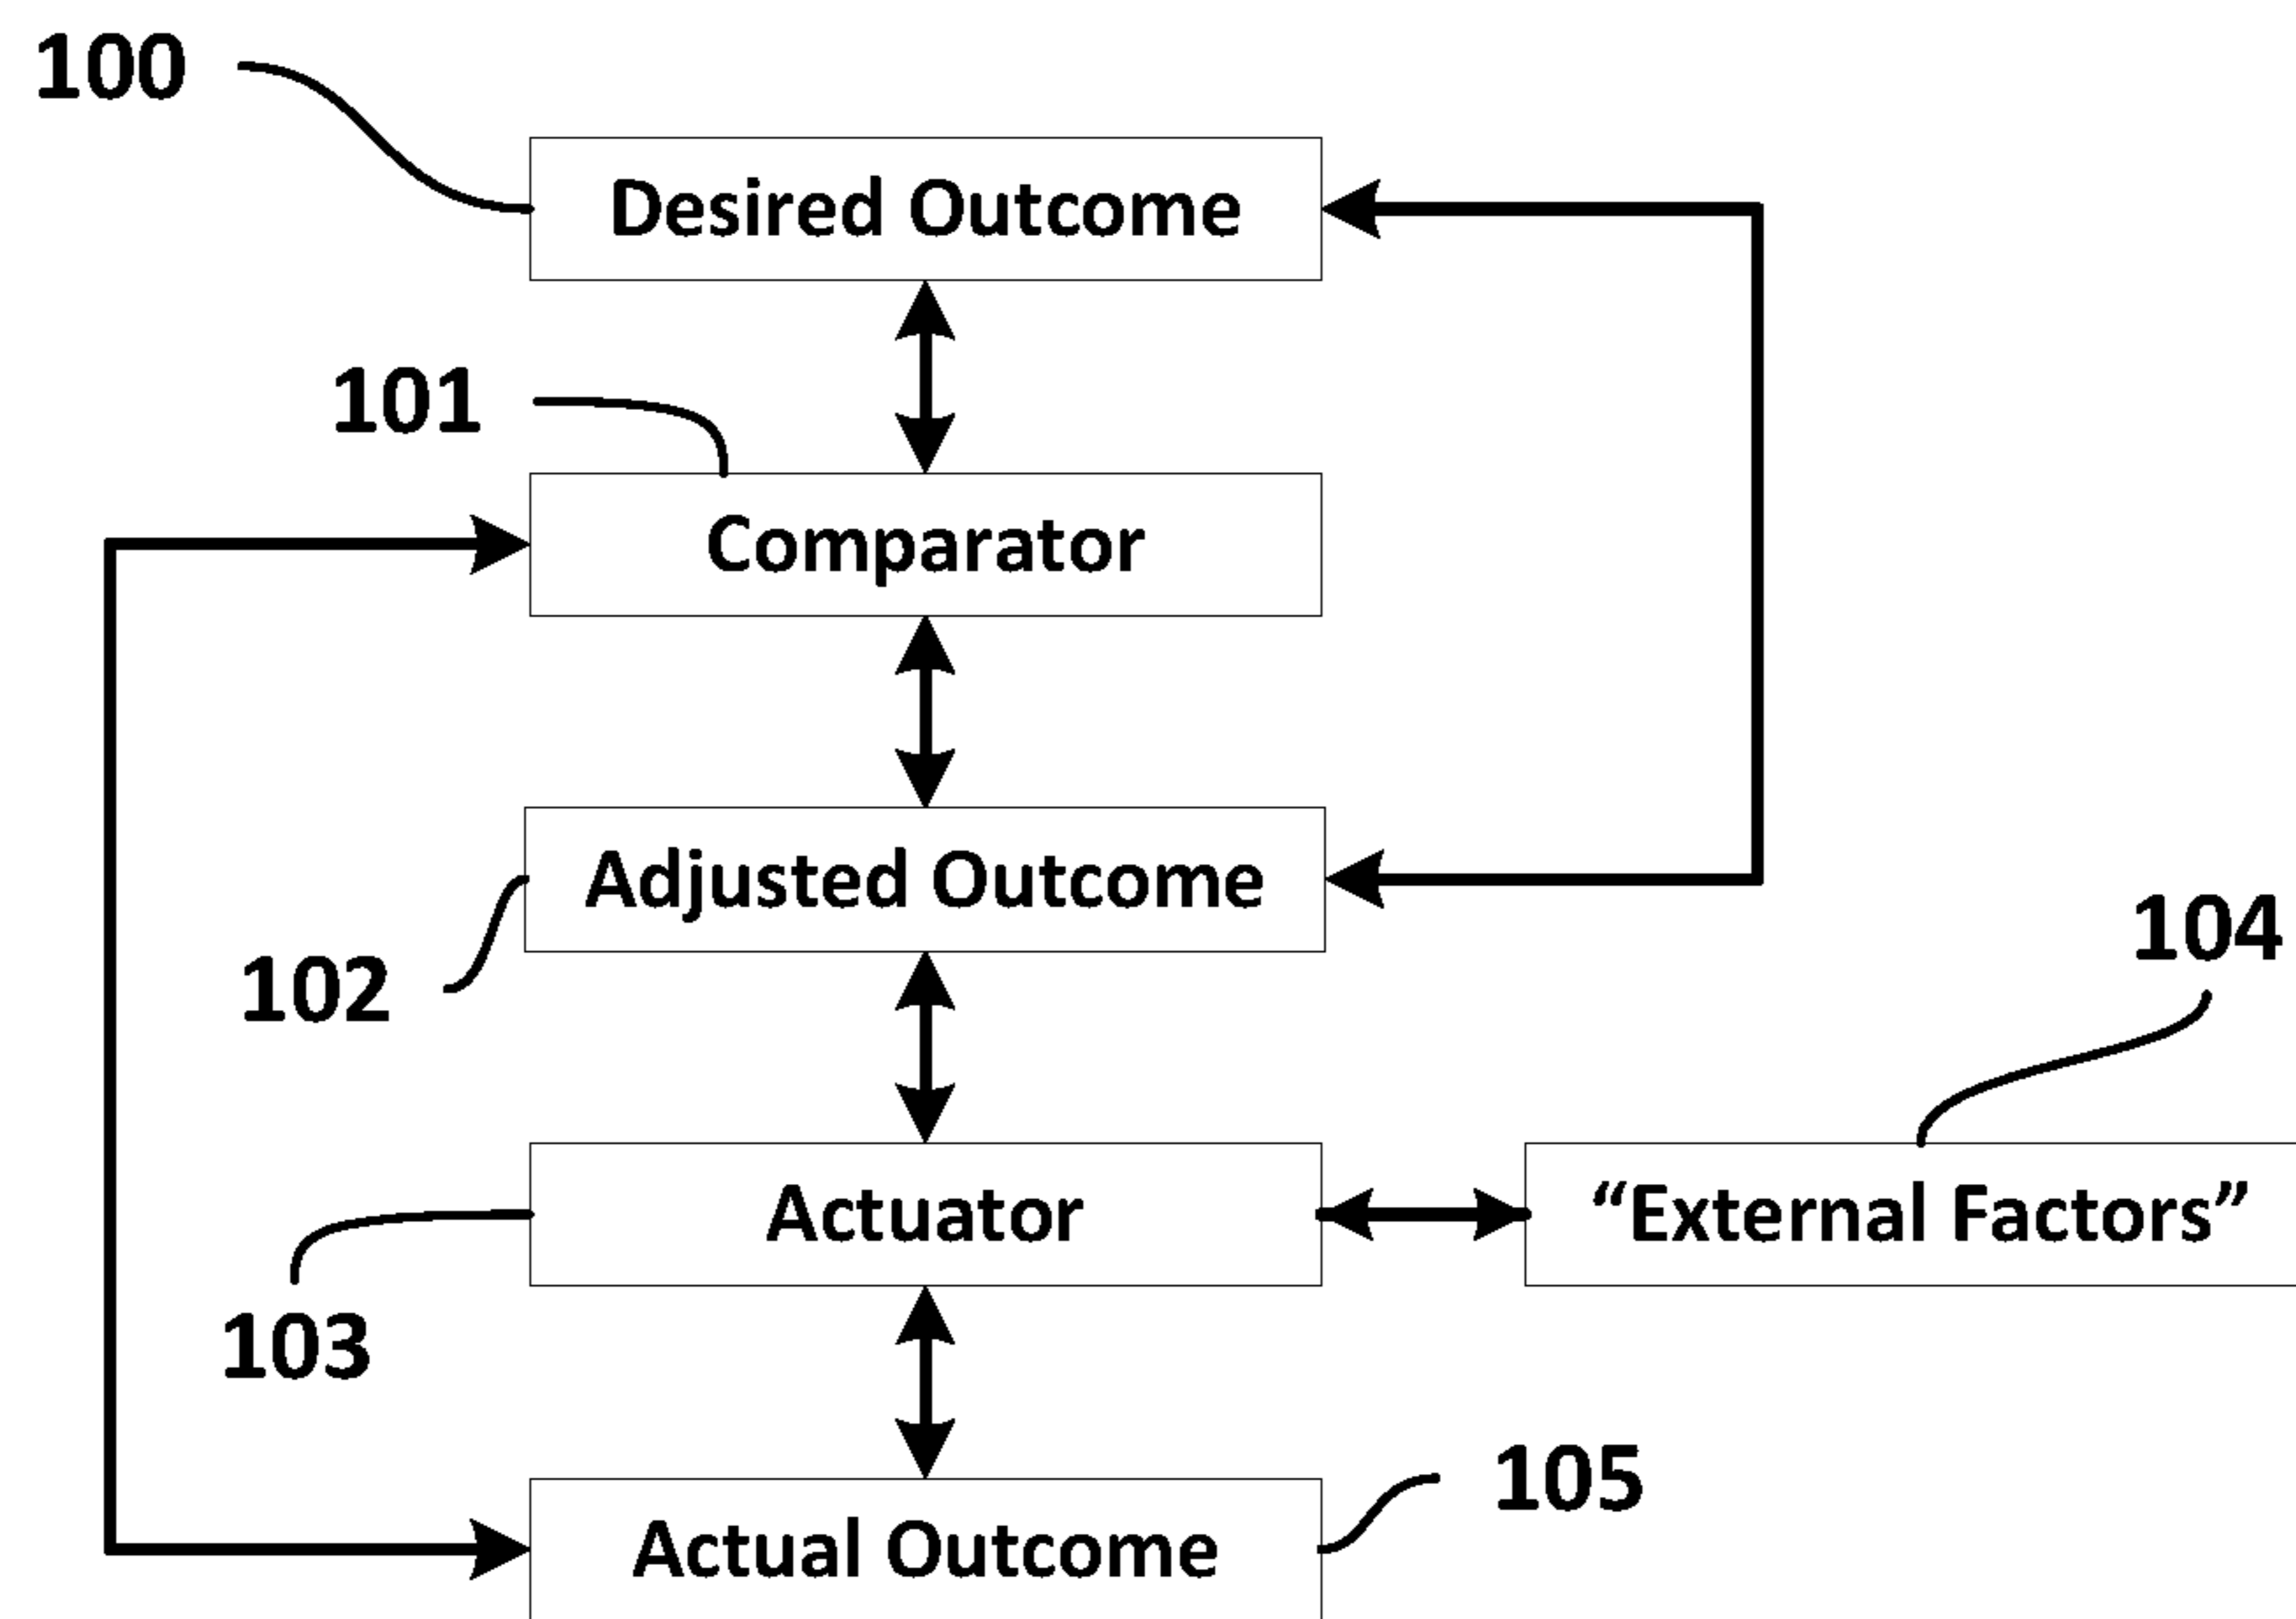 100
Desired Outcome
101
Comparator
Adjusted Outcome
102
104
Actuator
“External Factors”
103
105
Actual Outcome